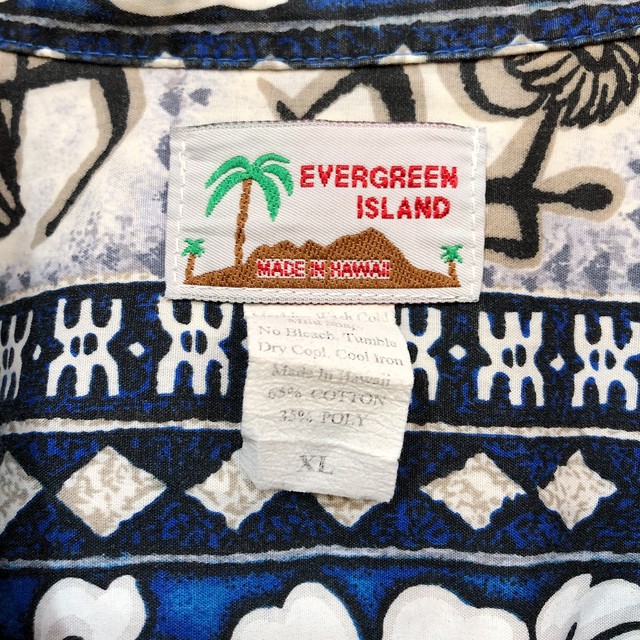 EVERGREEN
ISLAND
MADE IN HAWAII
Cold
No Bleach, Tumble
Dry Cool, Cool Iron
Made In Hawaii
65% COTTON
35% POLY
XL